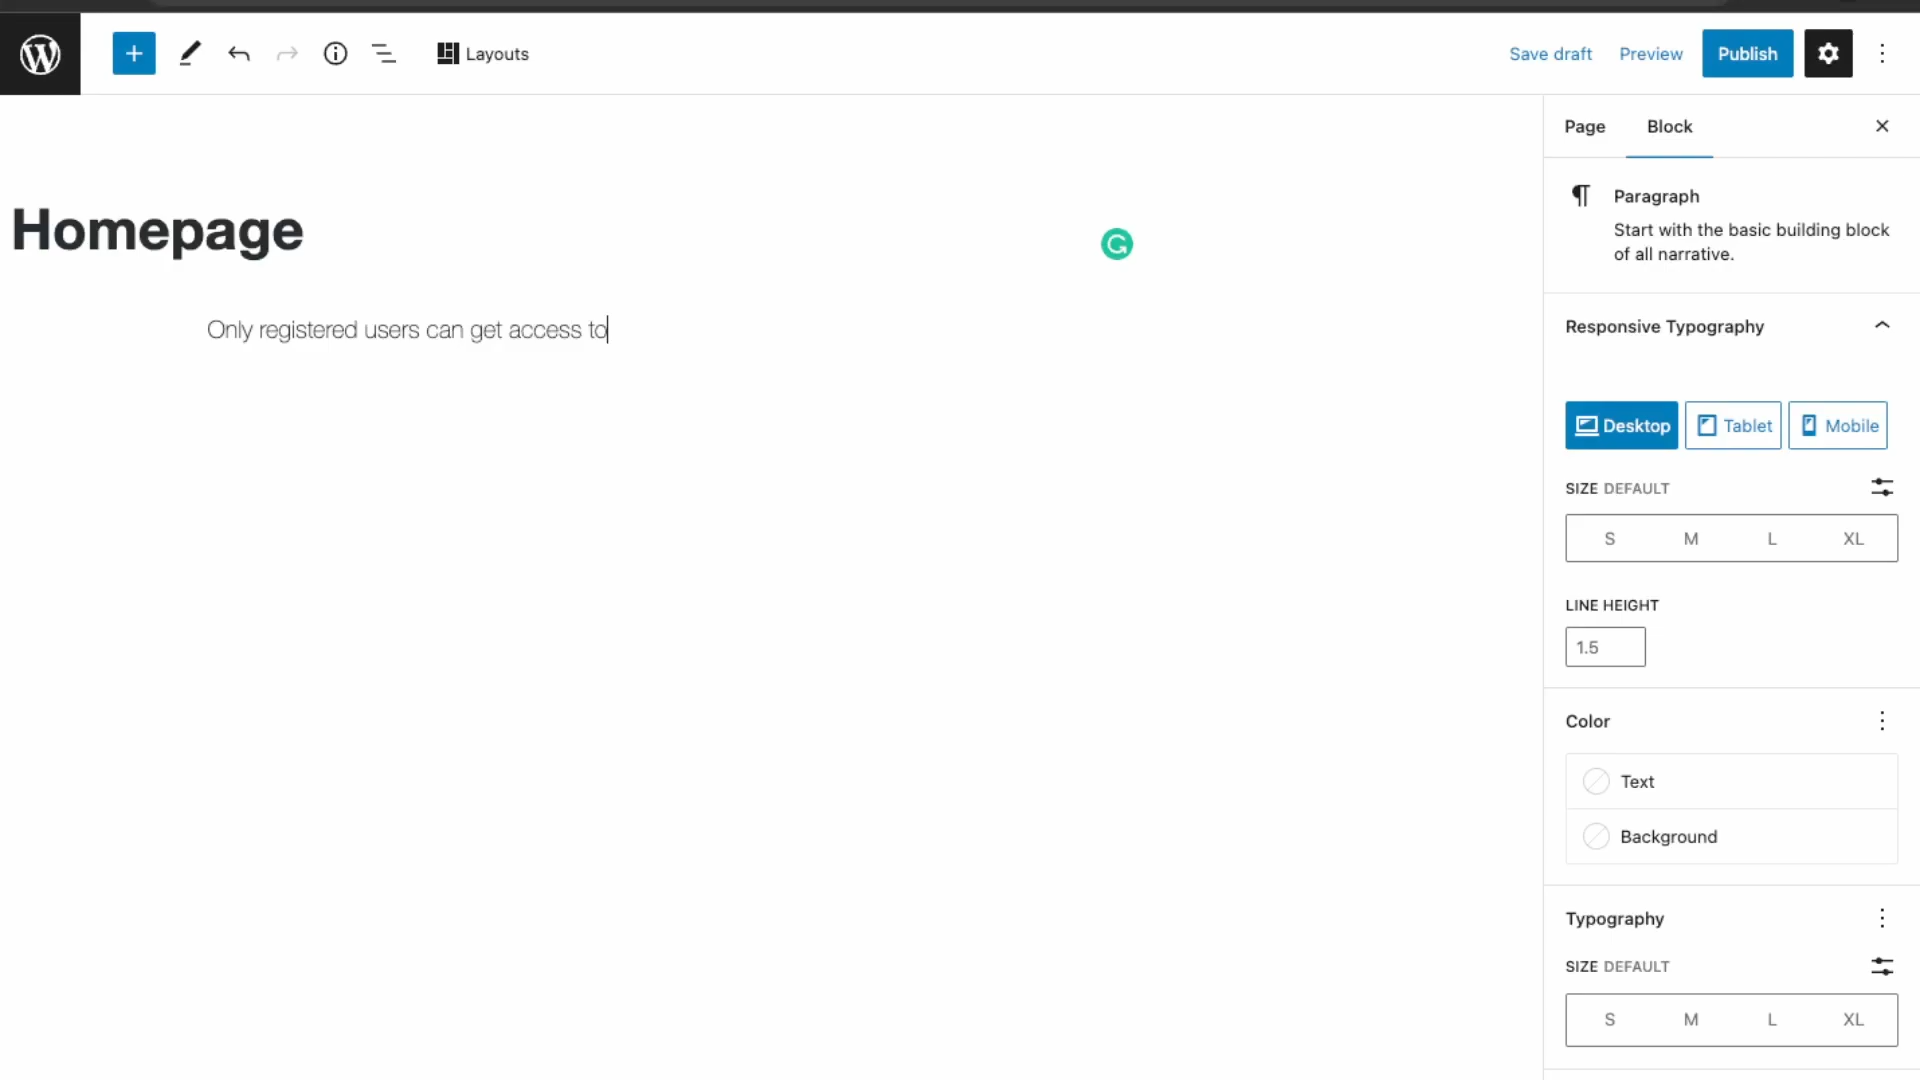 Layouts
Save draft
Preview
Publish
Page
Block
Homepage
Only registered users can get access to
Paragraph
Start with the basic building block
of all narrative.
Responsive Typography
Desktop
Tablet
Mobile
SIZE DEFAULT
S M L XL
LINE HEIGHT
1.5
Color
Text
Background
Typography
SIZE DEFAULT
S M L XL